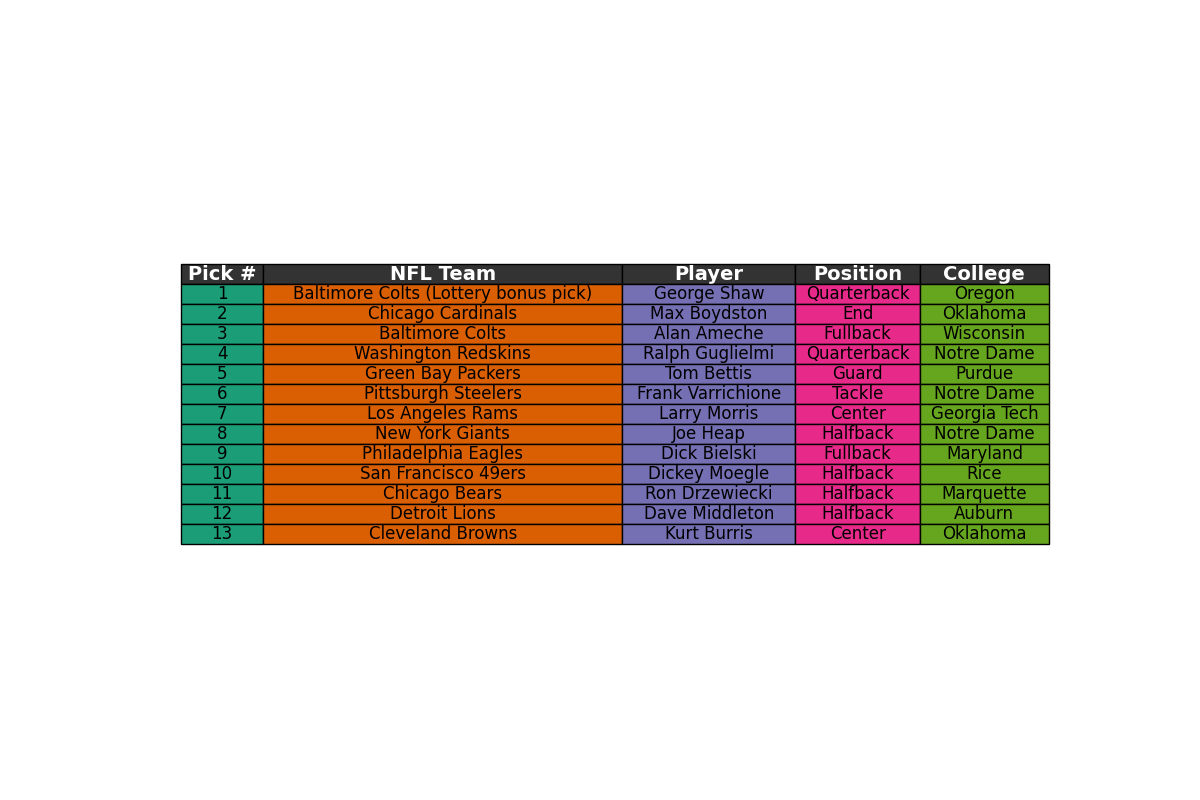 Pick # NFL Team Player Position College
1 Baltimore Colts (Lottery bonus pick) George Shaw Quarterback Oregon
2 Chicago Cardinals Max Boydston End Oklahoma
3 Baltimore Colts Alan Ameche Fullback Wisconsin
4 Washington Redskins Ralph Guglielmi Quarterback Notre Dame
5 Green Bay Packers Tom Bettis Guard Purdue
6 Pittsburgh Steelers Frank Varrichione Tackle Notre Dame
7 Los Angeles Rams Larry Morris Center Georgia Tech
8 New York Giants Joe Heap Halfback Notre Dame
9 Philadelphia Eagles Dick Bielski Fullback Maryland
10 San Francisco 49ers Dickey Moegle Halfback Rice
11 Chicago Bears Ron Drzewiecki Halfback Marquette
12 Detroit Lions Dave Middleton Halfback Auburn
13 Cleveland Browns Kurt Burris Center Oklahoma